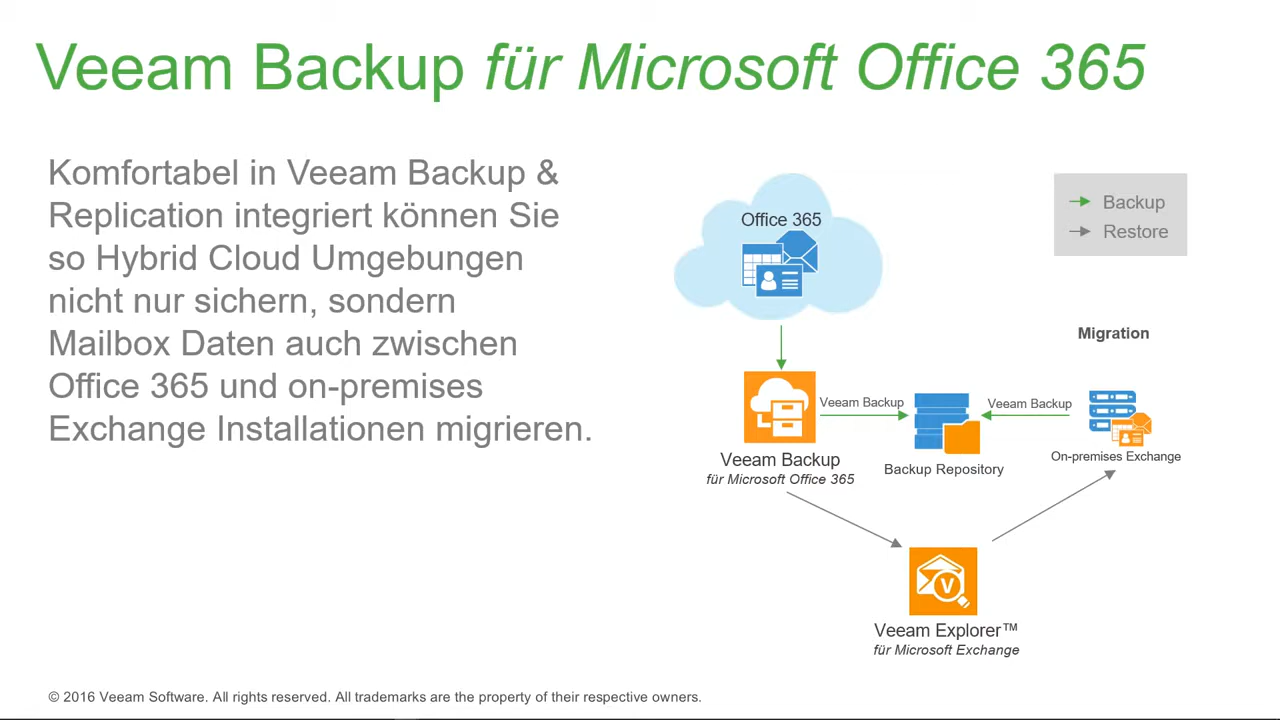 Veeam Backup für Microsoft Office 365
Komfortabel in Veeam Backup &
Replication integriert können Sie
so Hybrid Cloud Umgebungen
nicht nur sichern, sondern
Mailbox Daten auch zwischen
Office 365 und on-premises
Exchange Installationen migrieren.
Office 365
Backup
Restore
Migration
Veeam Backup
Veeam Backup
Veeam Backup
für Microsoft Office 365
Backup Repository
On-premises Exchange
V
Veeam Explorer™
für Microsoft Exchange
© 2016 Veeam Software. All rights reserved. All trademarks are the property of their respective owners.